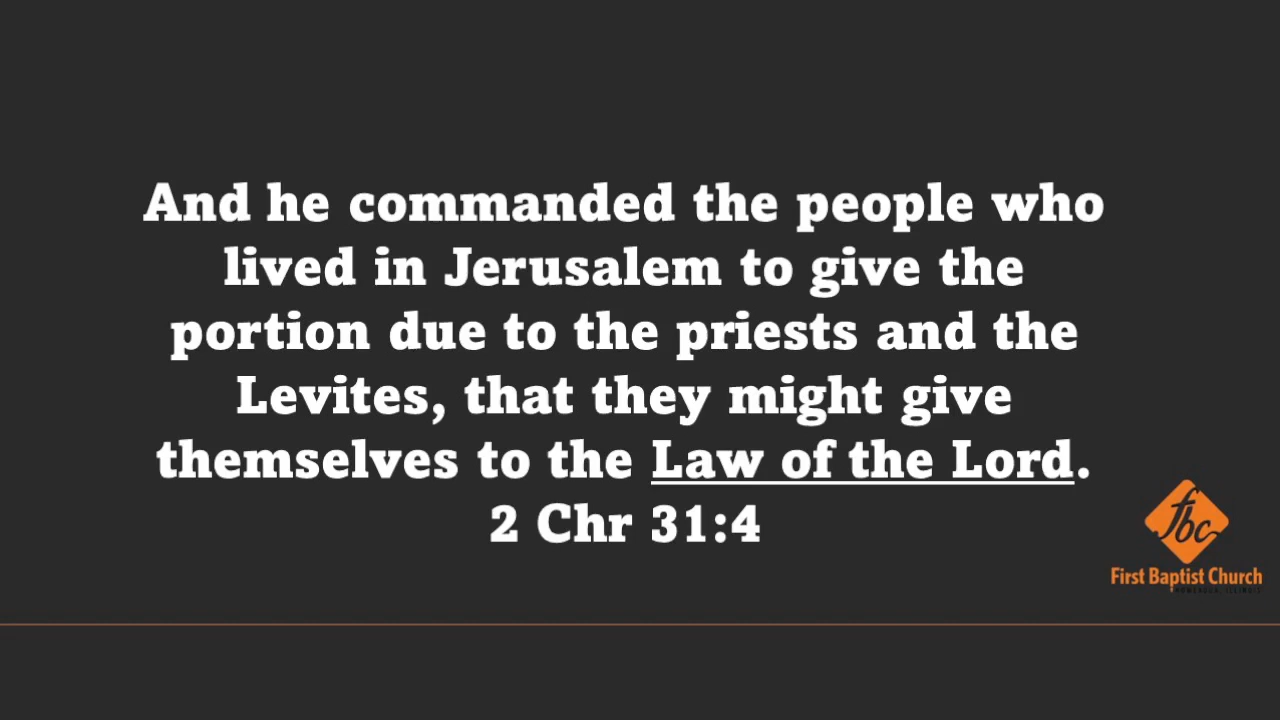 And he commanded the people who
lived in Jerusalem to give the
portion due to the priests and the
Levites, that they might give
themselves to the Law of the Lord.
2 Chr 31:4
fbc
First Baptist Church